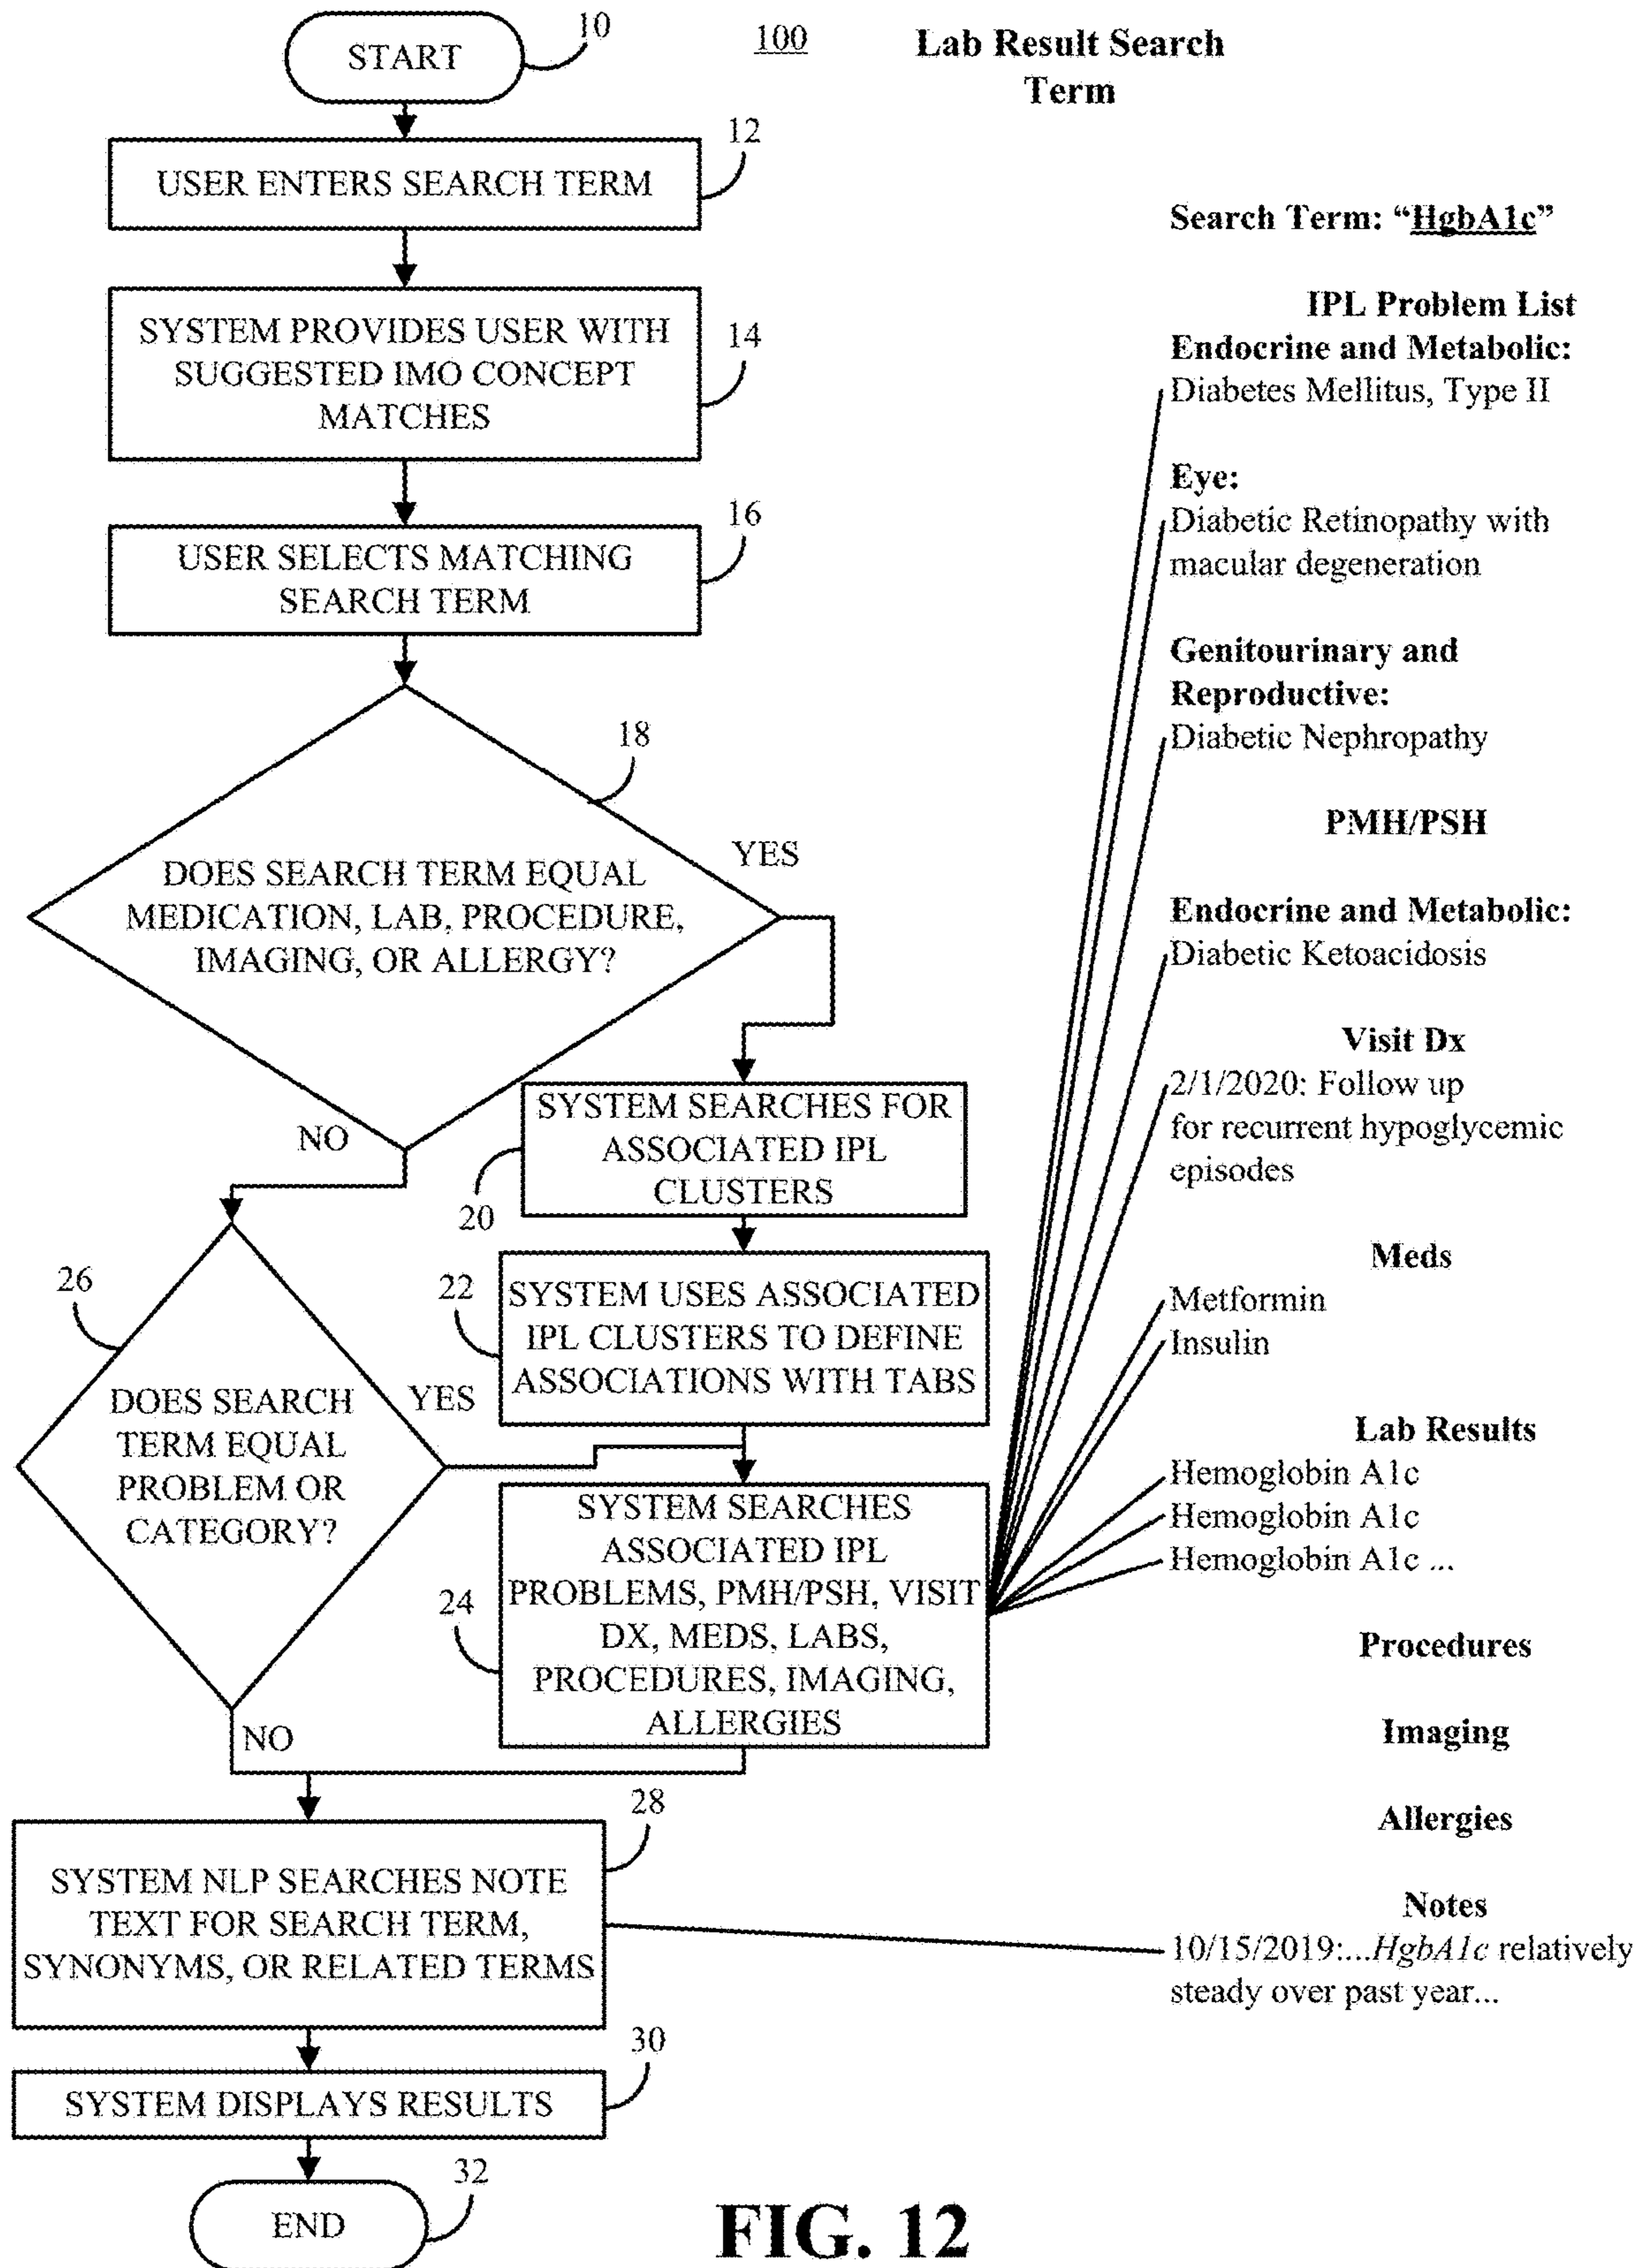 START
10
100
Lab Result Search
Term
12
USER ENTERS SEARCH TERM
14
SYSTEM PROVIDES USER WITH
SUGGESTED IMO CONCEPT
MATCHES
16
USER SELECTS MATCHING
SEARCH TERM
18
DOES SEARCH TERM EQUAL
MEDICATION, LAB, PROCEDURE,
IMAGING, OR ALLERGY?
YES
NO
SYSTEM SEARCHES FOR
ASSOCIATED IPL
CLUSTERS
20
22
SYSTEM USES ASSOCIATED
IPL CLUSTERS TO DEFINE
ASSOCIATIONS WITH TABS
26
DOES SEARCH
TERM EQUAL
PROBLEM OR
CATEGORY?
YES
NO
24
SYSTEM SEARCHES
ASSOCIATED IPL
PROBLEMS, PMH/PSH, VISIT
DX, MEDS, LABS,
PROCEDURES, IMAGING,
ALLERGIES
28
SYSTEM NLP SEARCHES NOTE
TEXT FOR SEARCH TERM,
SYNONYMS, OR RELATED TERMS
30
SYSTEM DISPLAYS RESULTS
32
END
Search Term: “HgbA1c”
IPL Problem List
Endocrine and Metabolic:
Diabetes Mellitus, Type II
Eye:
Diabetic Retinopathy with
macular degeneration
Genitourinary and
Reproductive:
Diabetic Nephropathy
PMH/PSH
Endocrine and Metabolic:
Diabetic Ketoacidosis
Visit Dx
2/1/2020: Follow up
for recurrent hypoglycemic
episodes
Meds
Metformin
Insulin
Lab Results
Hemoglobin A1c
Hemoglobin A1c
Hemoglobin A1c ...
Procedures
Imaging
Allergies
Notes
10/15/2019:...HgbA1c relatively
steady over past year...
FIG. 12